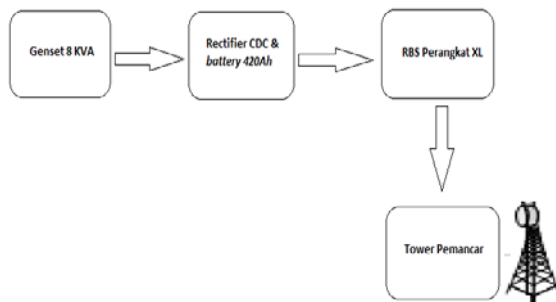 Genset 8 KVA
Rectifier CDC &
battery 420Ah
RBS Perangkat XL
Tower Pemancar